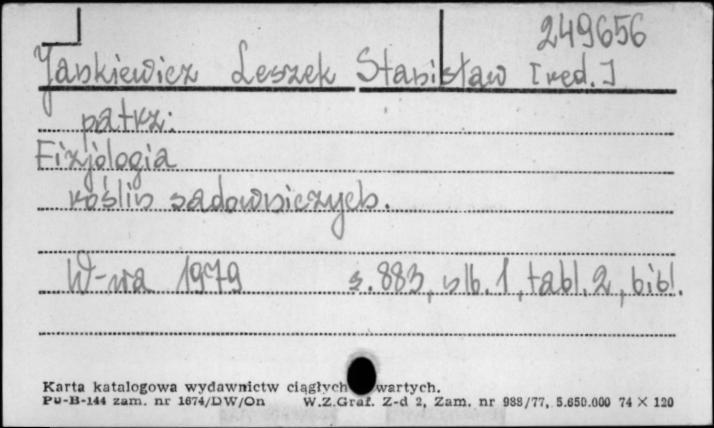 249656
Jankiewicz Leszek Stanisław [red.]
patrz:
Fizjologia
roślin sadowniczych.
W-wa 1979 s. 883, nlb. 1, tabl. 2, bibl.
Karta katalogowa wydawnictw ciągłych wartych.
Pu-B-144 zam. nr 1674/DW/On W.Z.Graf. Z-d 2, Zam. nr 988/77, 5.650.000 74 × 120